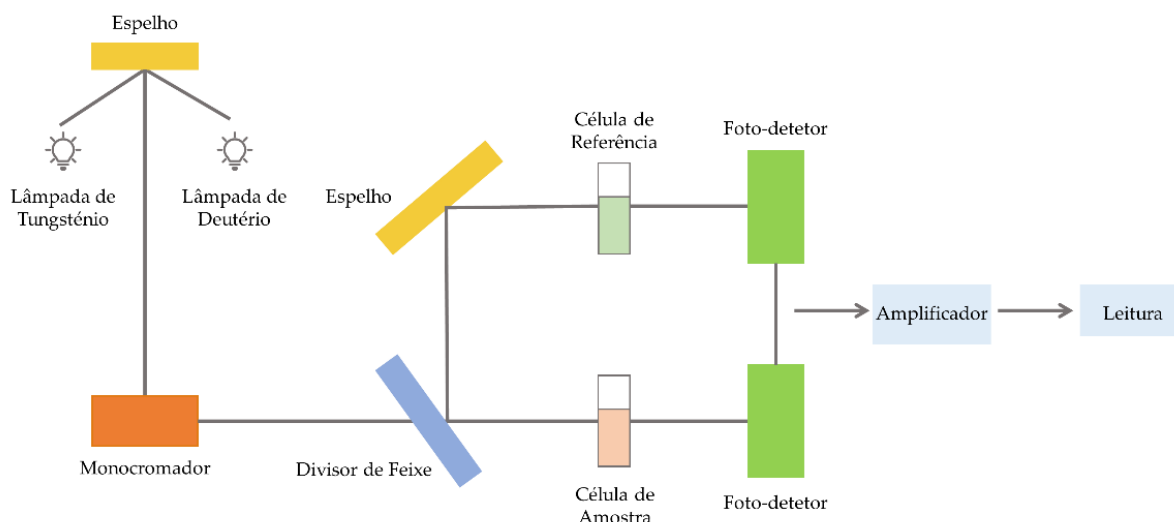 Espelho
Lâmpada de
Tungsténio
Lâmpada de
Deutério
Monocromador
Espelho
Divisor de Feixe
Célula de
Referência
Foto-detetor
Célula de
Amostra
Foto-detetor
Amplificador
Leitura